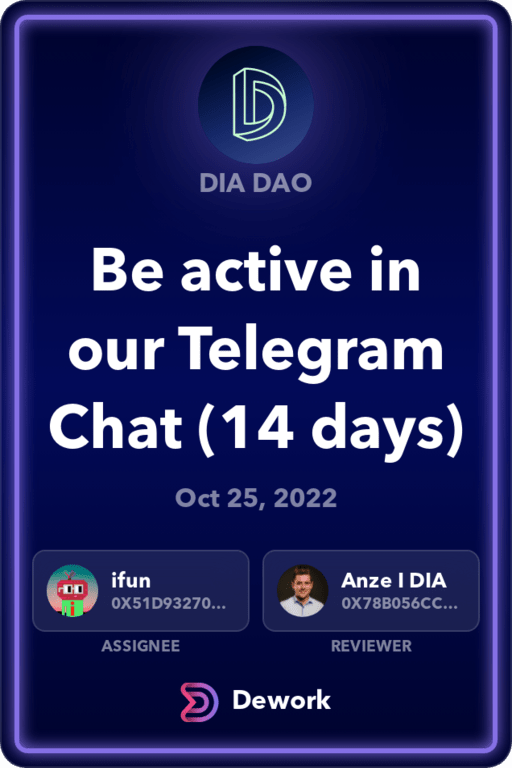 DIA DAO
Be active in
our Telegram
Chat (14 days)
Oct 25, 2022
ifun
0X51D93270...
ASSIGNEE
Anze I DIA
0X78B056CC...
REVIEWER
Dework